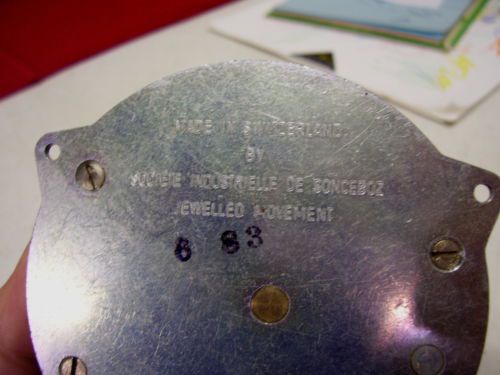 MADE IN SWITZERLAND
BY
SOCIETE INDUSTRIELLE DE SONCEBOZ
JEWELLED MOVEMENT
6 63